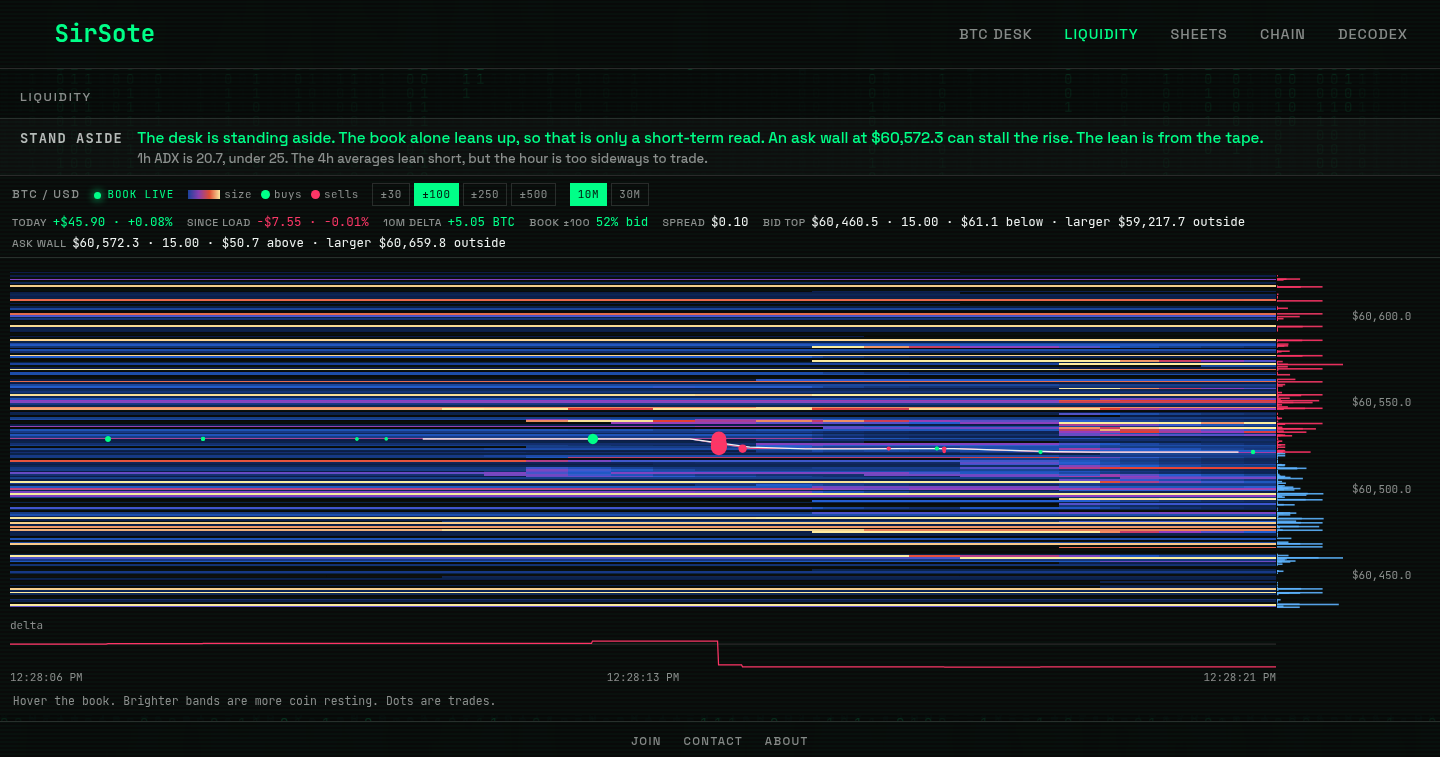 SirSote
BTC DESK LIQUIDITY SHEETS CHAIN DECODEX
LIQUIDITY
STAND ASIDE The desk is standing aside. The book alone leans up, so that is only a short-term read. An ask wall at $60,572.3 can stall the rise. The lean is from the tape.
1h ADX is 20.7, under 25. The 4h averages lean short, but the hour is too sideways to trade.
BTC / USD BOOK LIVE size buys sells ±30 ±100 ±250 ±500 10M 30M
TODAY +$45.90 · +0.08% SINCE LOAD -$7.55 · -0.01% 10M DELTA +5.05 BTC BOOK ±100 52% bid SPREAD $0.10 BID TOP $60,460.5 · 15.00 · $61.1 below · larger $59,217.7 outside
ASK WALL $60,572.3 · 15.00 · $50.7 above · larger $60,659.8 outside
$60,600.0
$60,550.0
$60,500.0
$60,450.0
delta
12:28:06 PM 12:28:13 PM 12:28:21 PM
Hover the book. Brighter bands are more coin resting. Dots are trades.
JOIN CONTACT ABOUT